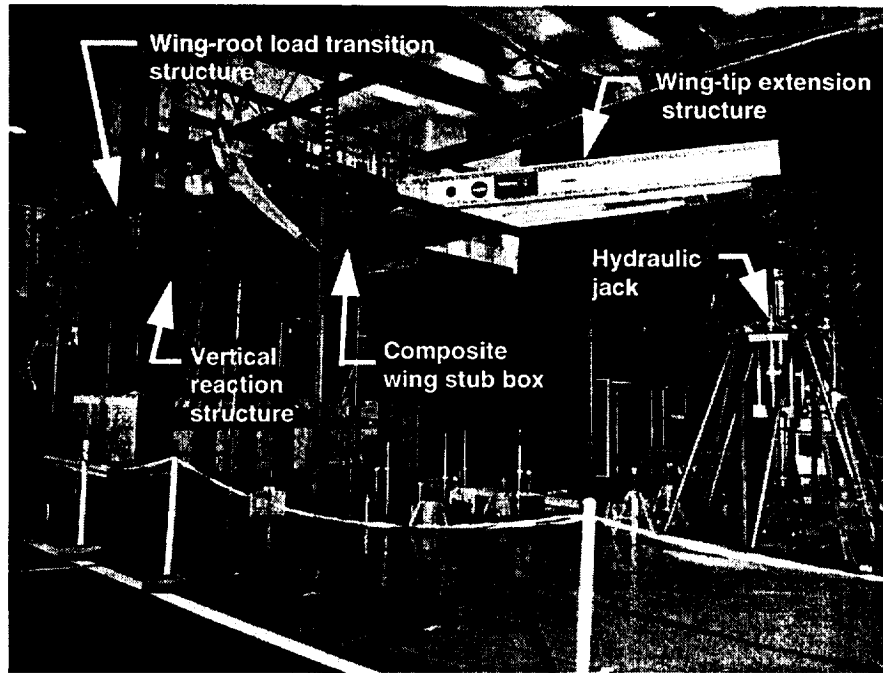 Wing-root load transition
structure
Wing-tip extension
structure
Hydraulic
jack
Vertical
reaction
structure
Composite
wing stub box